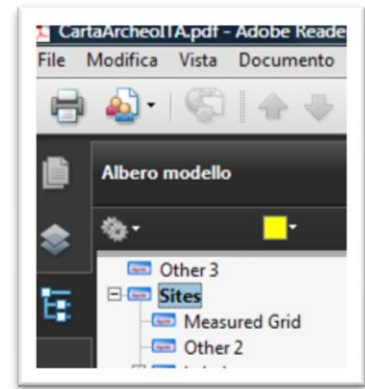 CartaArcheoITA.pdf - Adobe Reade
File Modifica Vista Documento
Albero modello
Other 3
Sites
Measured Grid
Other 2